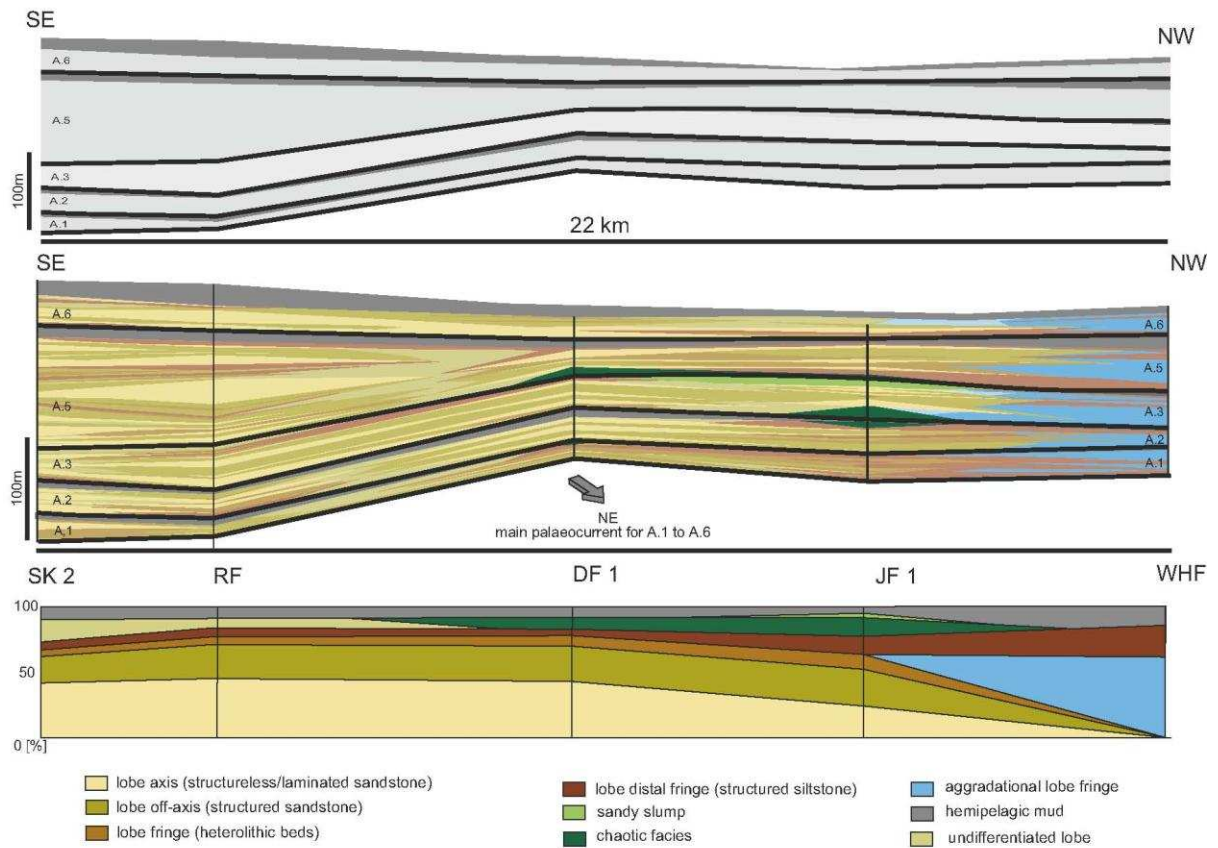 SE
NW
A.6
A.5
A.3
A.2
A.1
100m
22 km
SE
NW
A.6
A.6
A.5
A.5
A.3
A.3
A.2
A.2
A.1
A.1
100m
NE
main palaeocurrent for A.1 to A.6
SK 2 RF DF 1 JF 1 WHF
100
50
0 [%]
lobe axis (structureless/laminated sandstone)
lobe off-axis (structured sandstone)
lobe fringe (heterolithic beds)
lobe distal fringe (structured siltstone)
sandy slump
chaotic facies
aggradational lobe fringe
hemipelagic mud
undifferentiated lobe